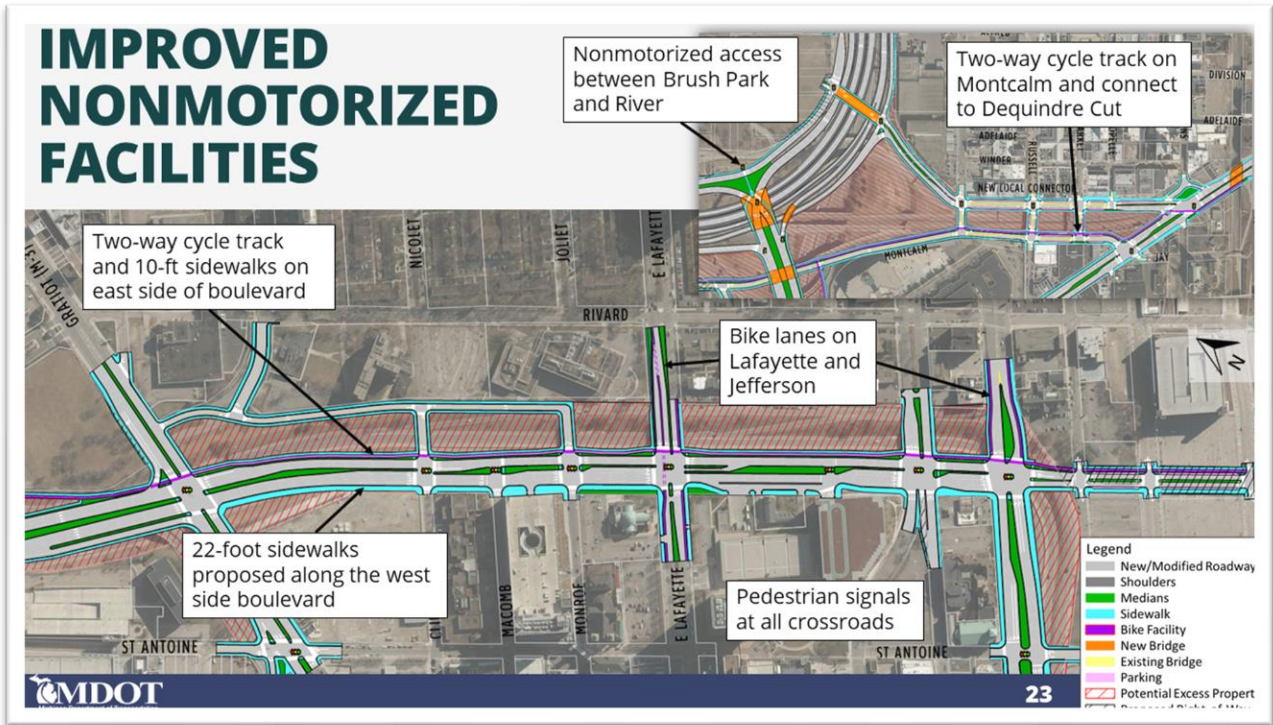 IMPROVED
NONMOTORIZED
FACILITIES
Nonmotorized access
between Brush Park
and River
Two-way cycle track on
Montcalm and connect
to Dequindre Cut
DIVISION
ADELAIDE
ADELAIDE
WINDER
RUSSELL
NEW LOCAL CONNECTOR
MONTCALM
JAY
Two-way cycle track
and 10-ft sidewalks on
east side of boulevard
GRATIOT (M-3)
NICOLET
JOLIET
E LAFAYETT
RIVARD
Bike lanes on
Lafayette and
Jefferson
N
22-foot sidewalks
proposed along the west
side boulevard
MACOMB
MONROE
E LAFAYETTE
Pedestrian signals
at all crossroads
ST ANTOINE
ST ANTOINE
Legend
New/Modified Roadway
Shoulders
Medians
Sidewalk
Bike Facility
New Bridge
Existing Bridge
Parking
Potential Excess Propert
MDOT
23